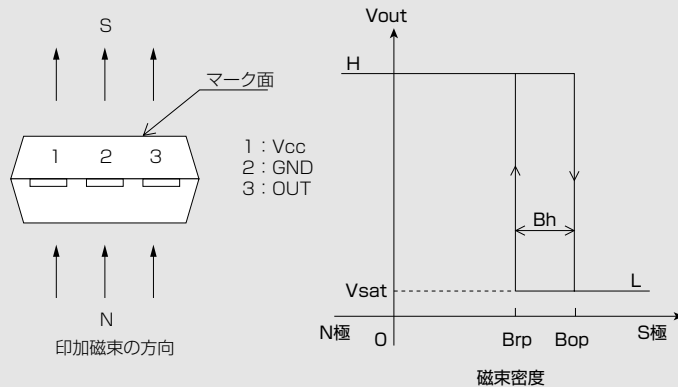 S
マーク面
1 2 3
1：Vcc
2：GND
3：OUT
N
印加磁束の方向
Vout
H
Bh
Vsat
L
N極 O Brp Bop S極
磁束密度